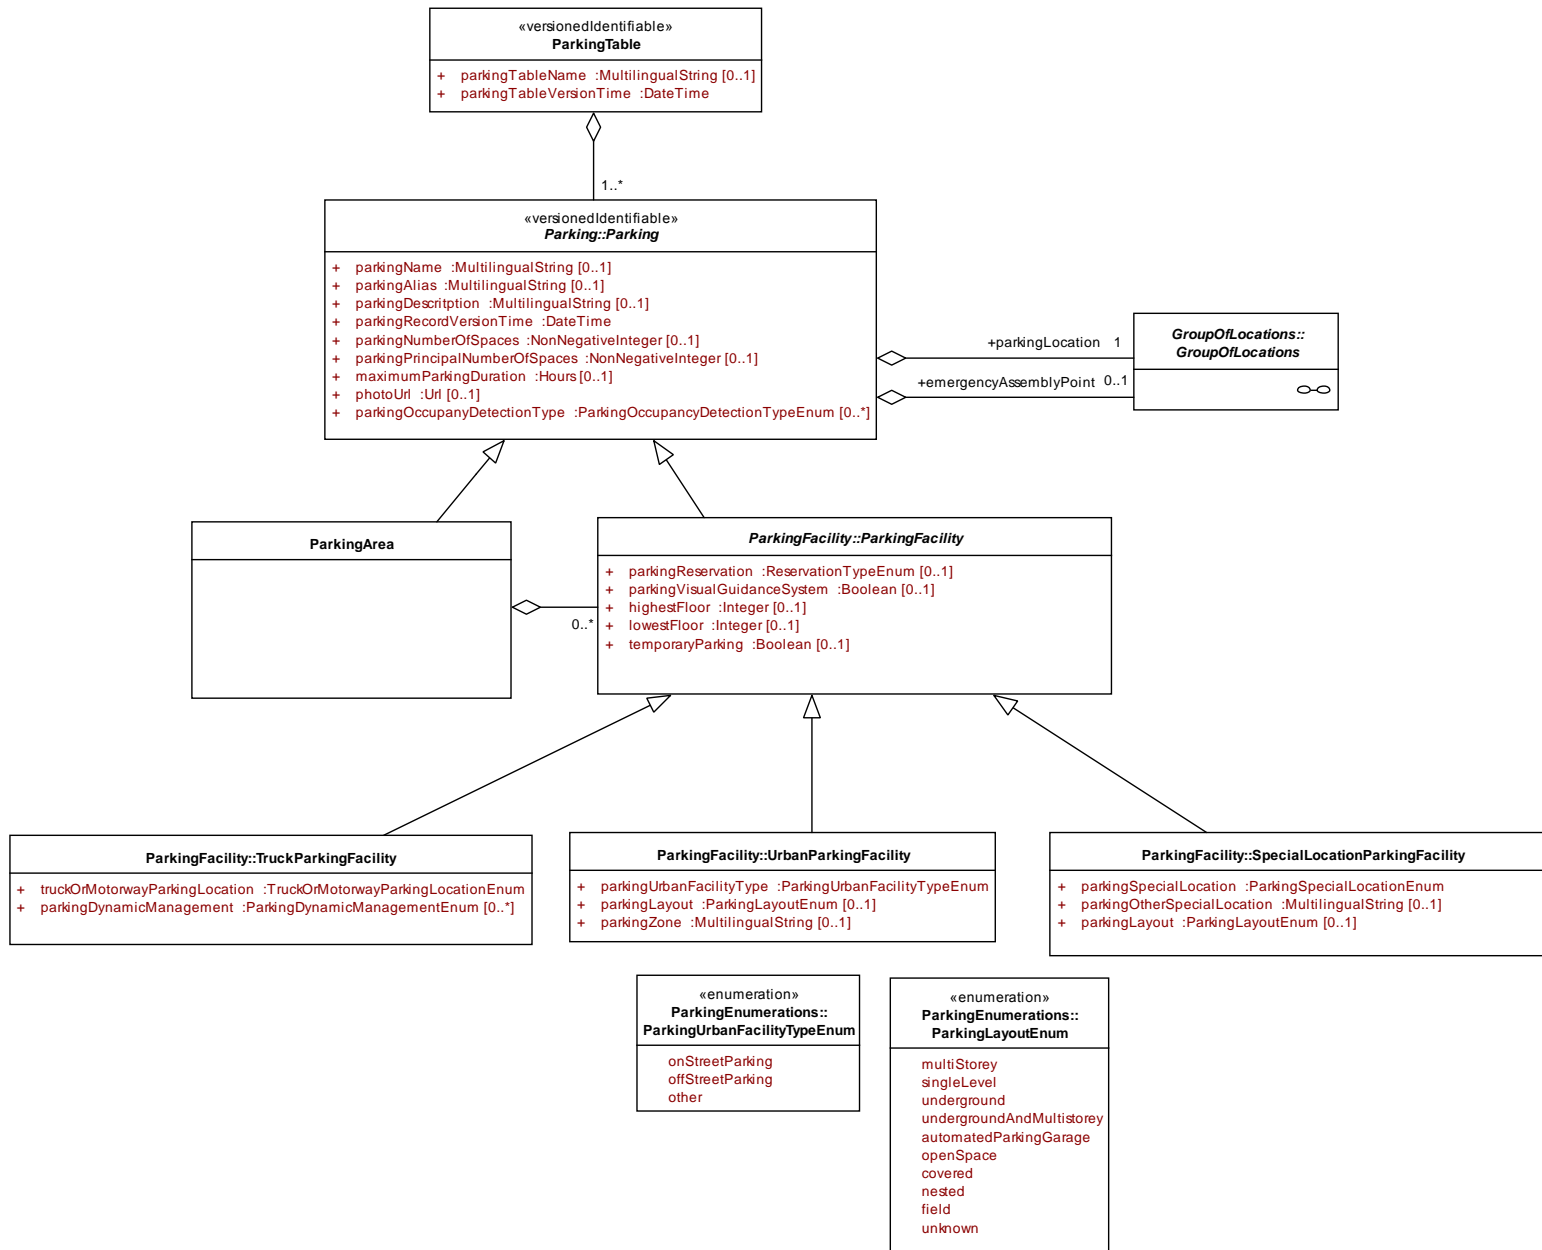 «versionedIdentifiable»
ParkingTable
+ parkingTableName :MultilingualString [0..1]
+ parkingTableVersionTime :DateTime
1..*
«versionedIdentifiable»
Parking::Parking
+ parkingName :MultilingualString [0..1]
+ parkingAlias :MultilingualString [0..1]
+ parkingDescritption :MultilingualString [0..1]
+ parkingRecordVersionTime :DateTime
+ parkingNumberOfSpaces :NonNegativeInteger [0..1]
+ parkingPrincipalNumberOfSpaces :NonNegativeInteger [0..1]
+ maximumParkingDuration :Hours [0..1]
+ photoUrl :Url [0..1]
+ parkingOccupanyDetectionType :ParkingOccupancyDetectionTypeEnum [0..*]
+parkingLocation 1
+emergencyAssemblyPoint 0..1
GroupOfLocations::
GroupOfLocations
ParkingArea
0..*
ParkingFacility::ParkingFacility
+ parkingReservation :ReservationTypeEnum [0..1]
+ parkingVisualGuidanceSystem :Boolean [0..1]
+ highestFloor :Integer [0..1]
+ lowestFloor :Integer [0..1]
+ temporaryParking :Boolean [0..1]
ParkingFacility::TruckParkingFacility
+ truckOrMotorwayParkingLocation :TruckOrMotorwayParkingLocationEnum
+ parkingDynamicManagement :ParkingDynamicManagementEnum [0..*]
ParkingFacility::UrbanParkingFacility
+ parkingUrbanFacilityType :ParkingUrbanFacilityTypeEnum
+ parkingLayout :ParkingLayoutEnum [0..1]
+ parkingZone :MultilingualString [0..1]
ParkingFacility::SpecialLocationParkingFacility
+ parkingSpecialLocation :ParkingSpecialLocationEnum
+ parkingOtherSpecialLocation :MultilingualString [0..1]
+ parkingLayout :ParkingLayoutEnum [0..1]
«enumeration»
ParkingEnumerations::
ParkingUrbanFacilityTypeEnum
onStreetParking
offStreetParking
other
«enumeration»
ParkingEnumerations::
ParkingLayoutEnum
multiStorey
singleLevel
underground
undergroundAndMultistorey
automatedParkingGarage
openSpace
covered
nested
field
unknown